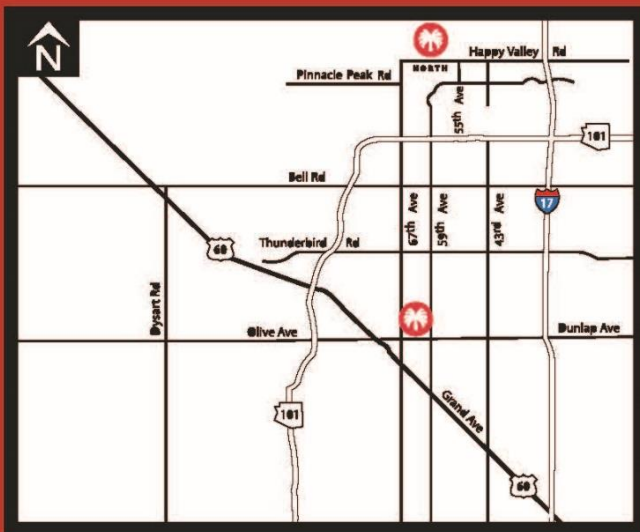 N
Happy Valley Rd
NORTH
Pinnacle Peak Rd
55th Ave
101
Bell Rd
17
67th Ave
59th Ave
43rd Ave
60
Thunderbird Rd
Dysart Rd
Olive Ave
Dunlap Ave
Grand Ave
101
60